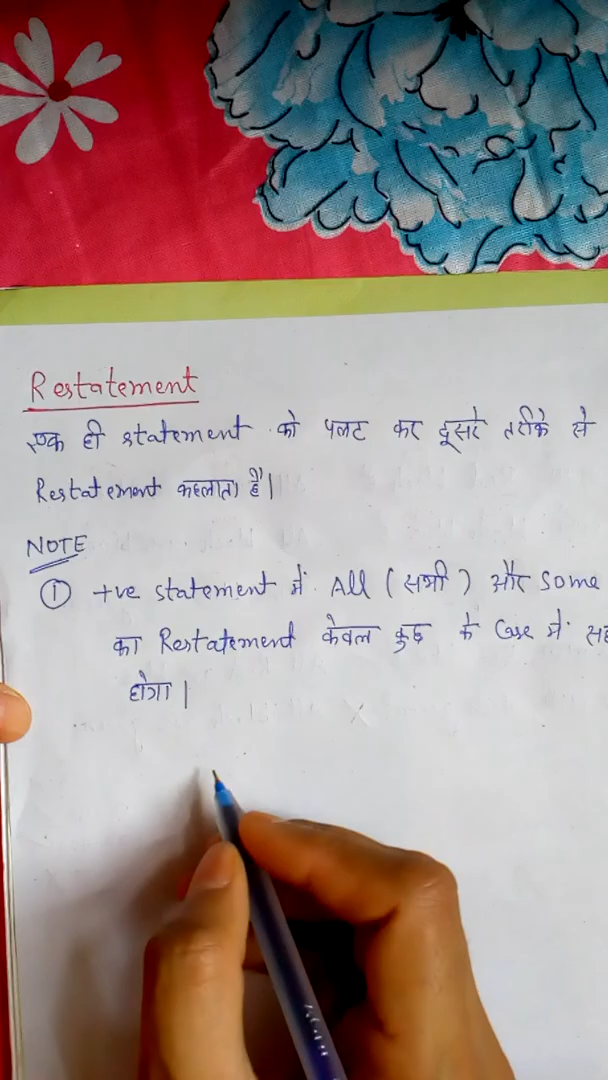 Restatement
एक ही statement को पलट कर दूसरे तरीके से
Restatement कहलाता है।
NOTE
① +ve statement में All (सभी) और Some
का Restatement केवल कुछ के Case में
होगा।